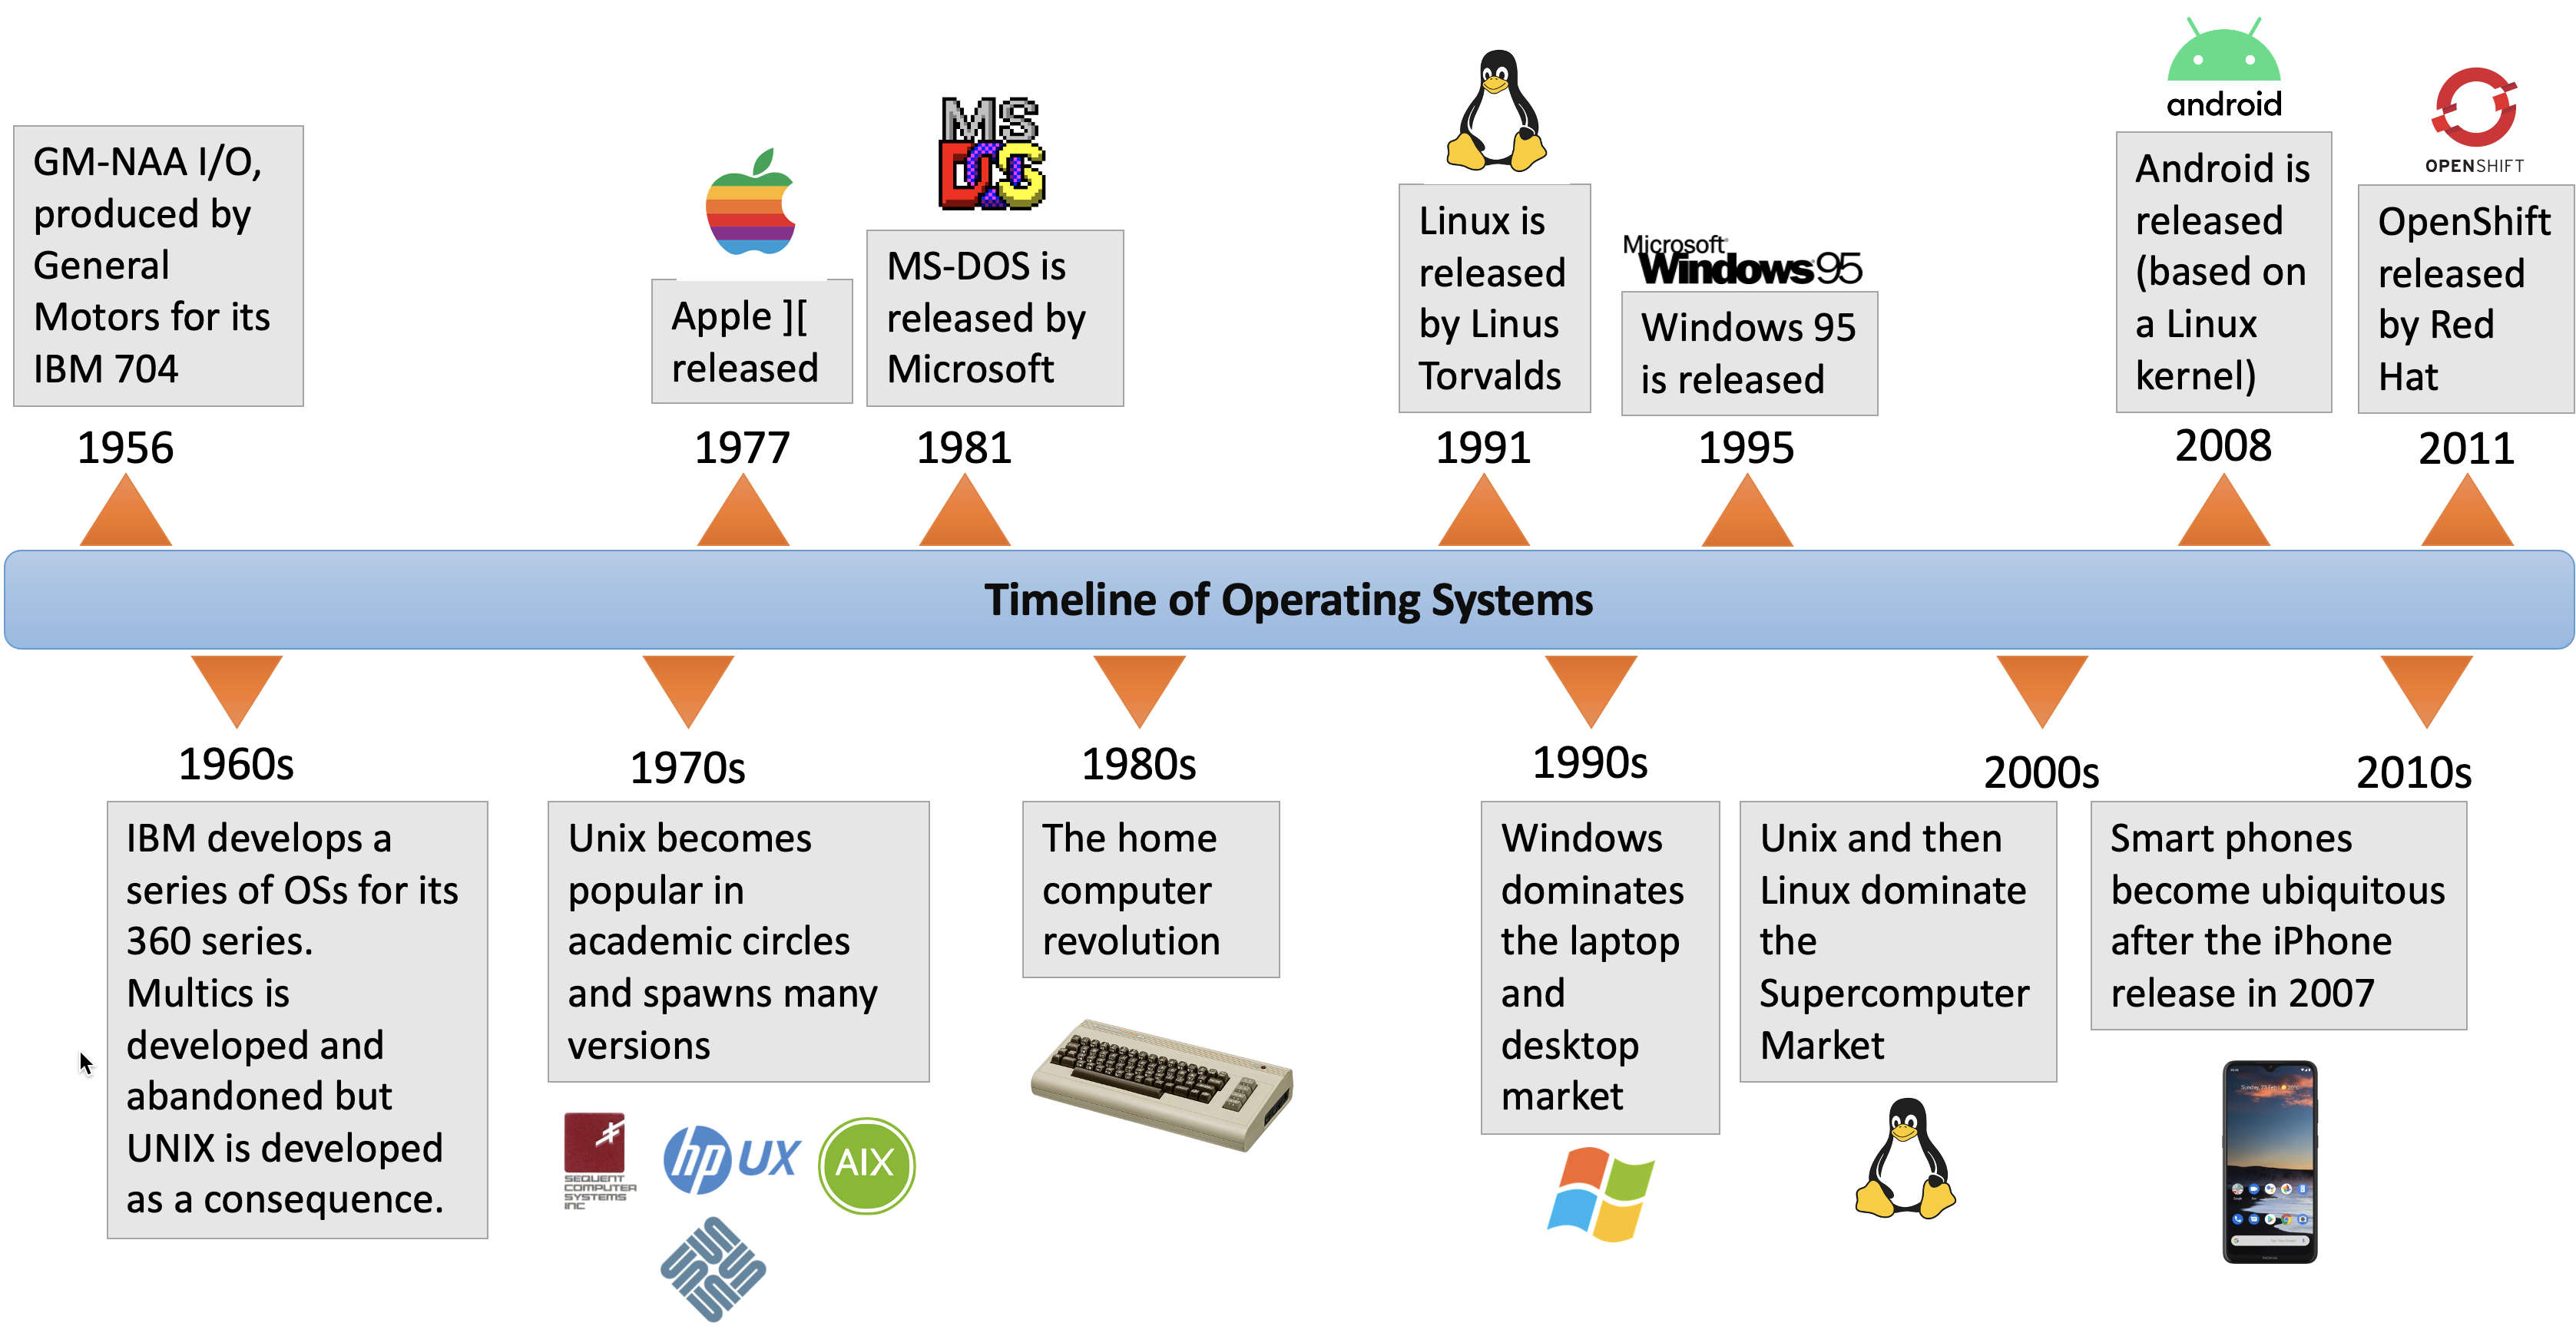 GM-NAA I/O,
produced by
General
Motors for its
IBM 704
1956
Apple ][
released
1977
MS
DOS
MS-DOS is
released by
Microsoft
1981
Linux is
released
by Linus
Torvalds
1991
Microsoft
Windows 95
Windows 95
is released
1995
android
Android is
released
(based on
a Linux
kernel)
2008
OPENSHIFT
OpenShift
released
by Red
Hat
2011
Timeline of Operating Systems
1960s
IBM develops a
series of OSs for its
360 series.
Multics is
developed and
abandoned but
UNIX is developed
as a consequence.
1970s
Unix becomes
popular in
academic circles
and spawns many
versions
SEQUENT
COMPUTER
SYSTEMS
INC
hp UX
AIX
1980s
The home
computer
revolution
1990s
Windows
dominates
the laptop
and
desktop
market
2000s
Unix and then
Linux dominate
the
Supercomputer
Market
2010s
Smart phones
become ubiquitous
after the iPhone
release in 2007